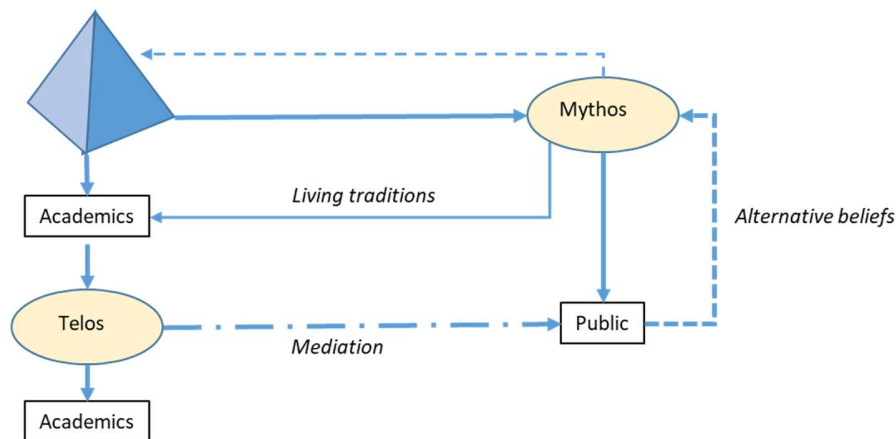 Mythos
Living traditions
Academics
Alternative beliefs
Telos
Public
Mediation
Academics